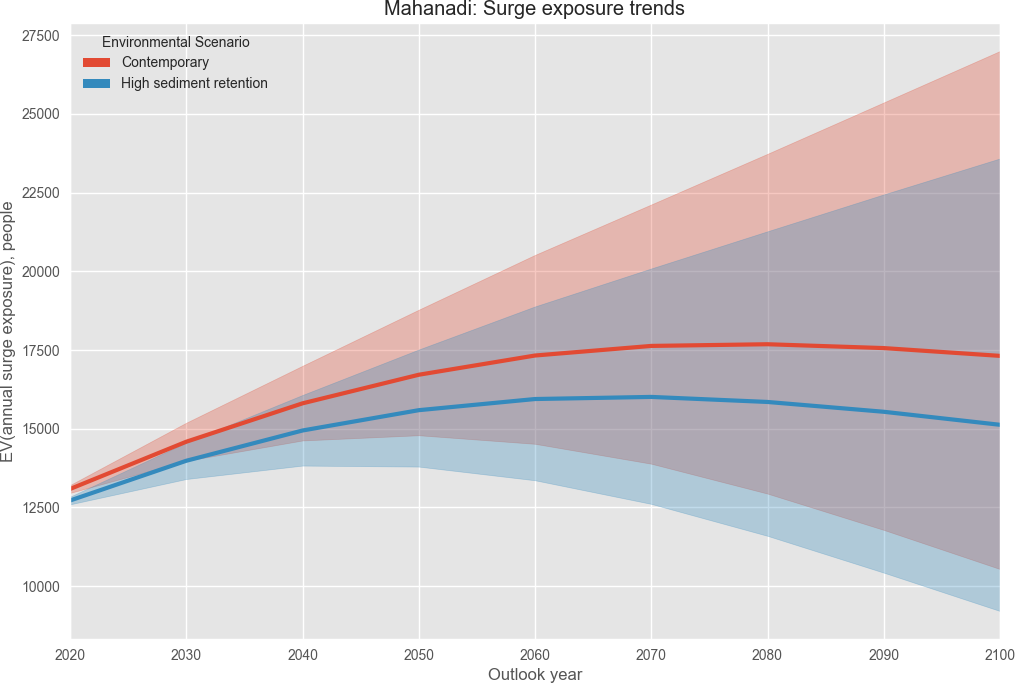 Mahanadi: Surge exposure trends
Environmental Scenario
Contemporary
High sediment retention
EV(annual surge exposure), people
27500
25000
22500
20000
17500
15000
12500
10000
2020 2030 2040 2050 2060 2070 2080 2090 2100
Outlook year